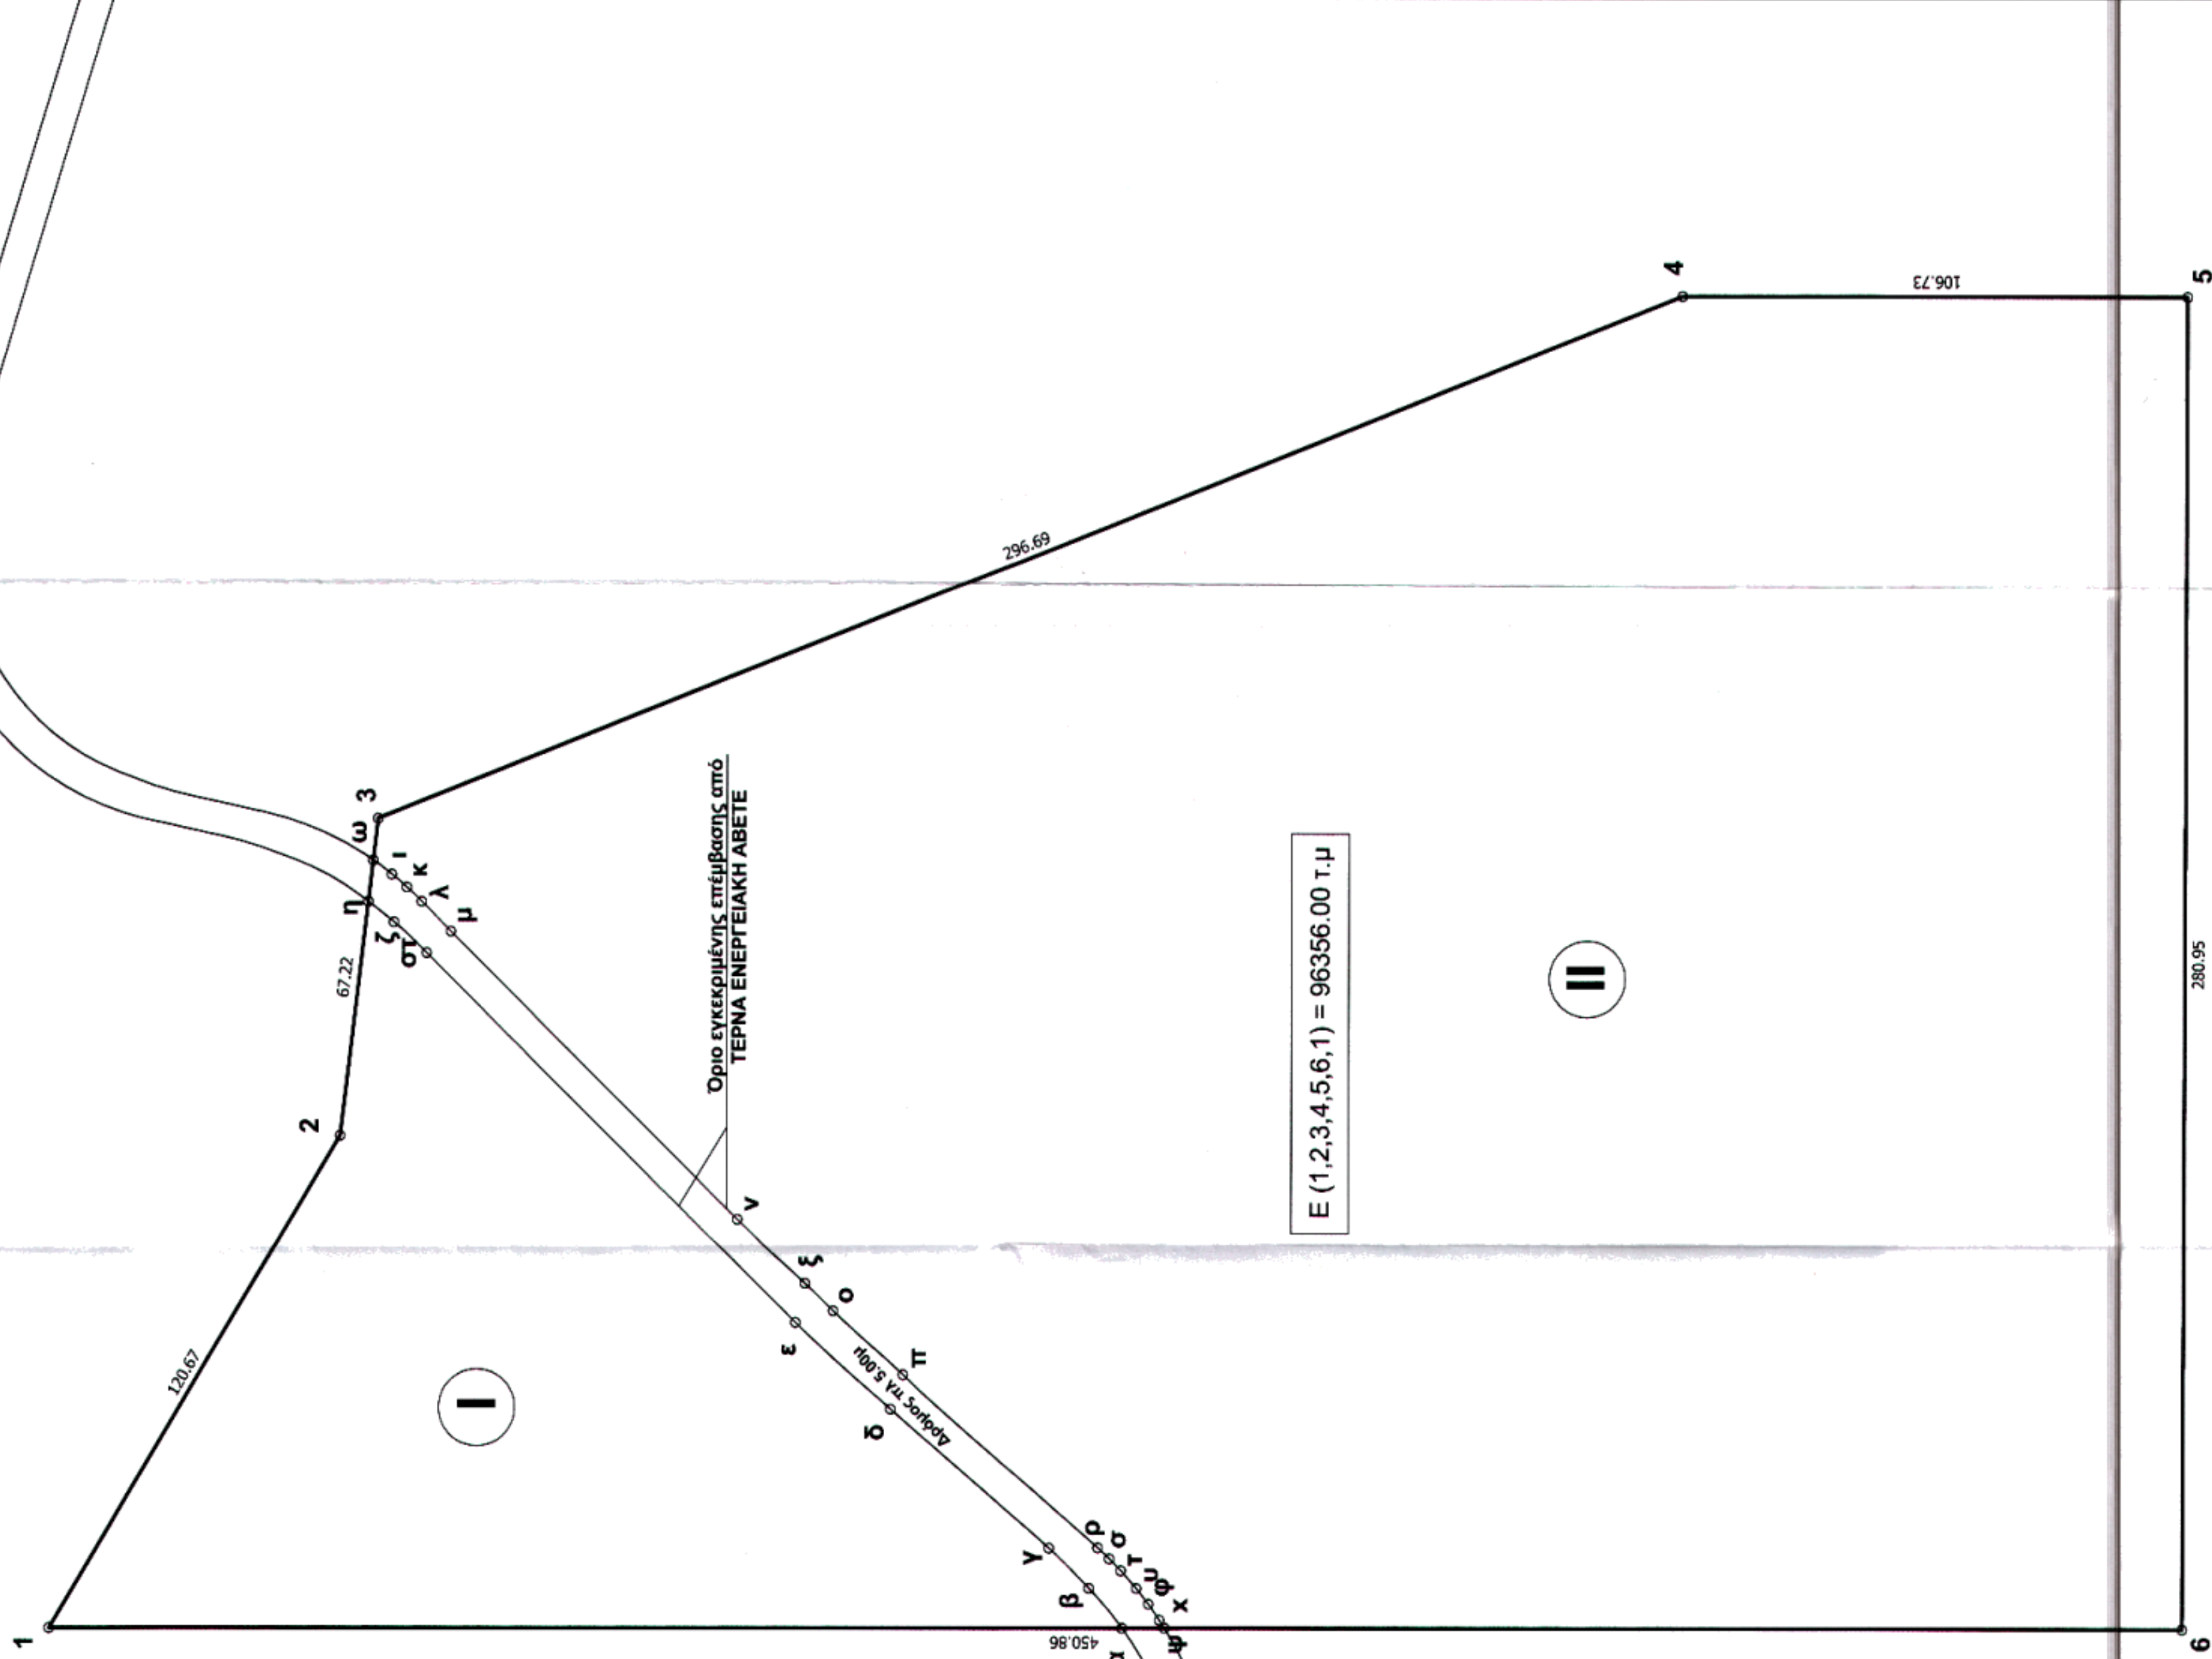 1
120.67
2
67.22
3
ω
η
ι
κ
λ
μ
ζ
στ
296.69
4
106.73
5
Όριο εγκεκριμένης επέμβασης από
ΤΕΡΝΑ ΕΝΕΡΓΕΙΑΚΗ ΑΒΕΤΕ
I
ν
ξ
ο
ε
π
δ
Δρόμος πλ 5.00μ
γ
β
ρ
σ
τ
υ
φ
χ
ψ
450.86
E (1,2,3,4,5,6,1) = 96356.00 τ.μ
II
280.95
6